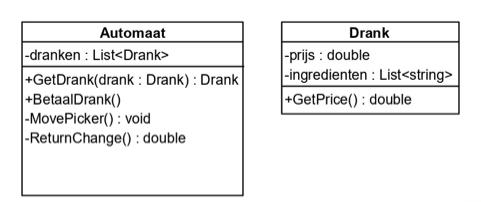 Automaat
-dranken : List<Drank>
+GetDrank(drank : Drank) : Drank
+BetaalDrank()
-MovePicker() : void
-ReturnChange() : double
Drank
-prijs : double
-ingredienten : List<string>
+GetPrice() : double